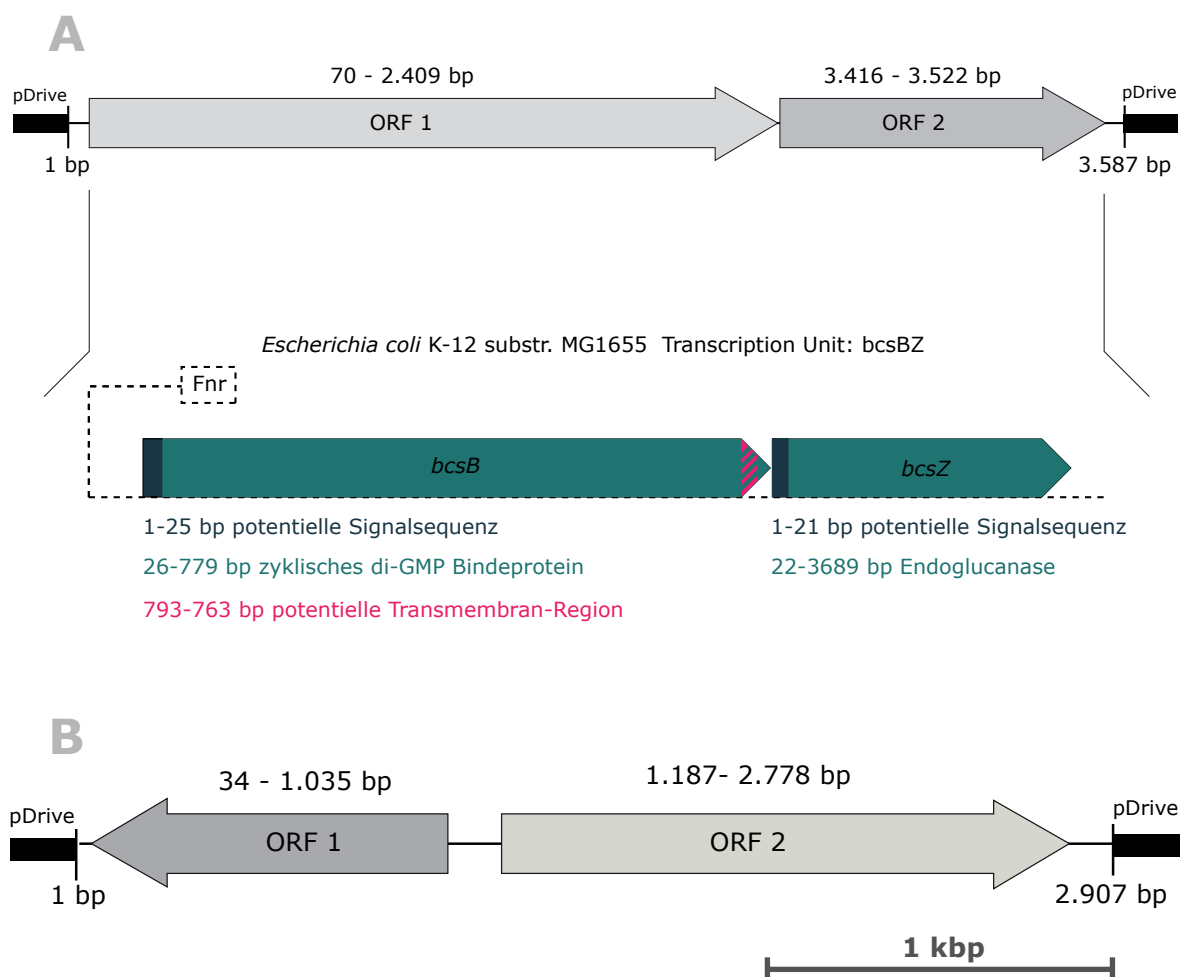 A
70 - 2.409 bp
3.416 - 3.522 bp
pDrive
pDrive
ORF 1
ORF 2
1 bp
3.587 bp
Escherichia coli K-12 substr. MG1655 Transcription Unit: bcsBZ
Fnr
bcsB
bcsZ
1-25 bp potentielle Signalsequenz
1-21 bp potentielle Signalsequenz
26-779 bp zyklisches di-GMP Bindeprotein
22-3689 bp Endoglucanase
793-763 bp potentielle Transmembran-Region
B
34 - 1.035 bp
1.187- 2.778 bp
pDrive
pDrive
ORF 1
ORF 2
1 bp
2.907 bp
1 kbp